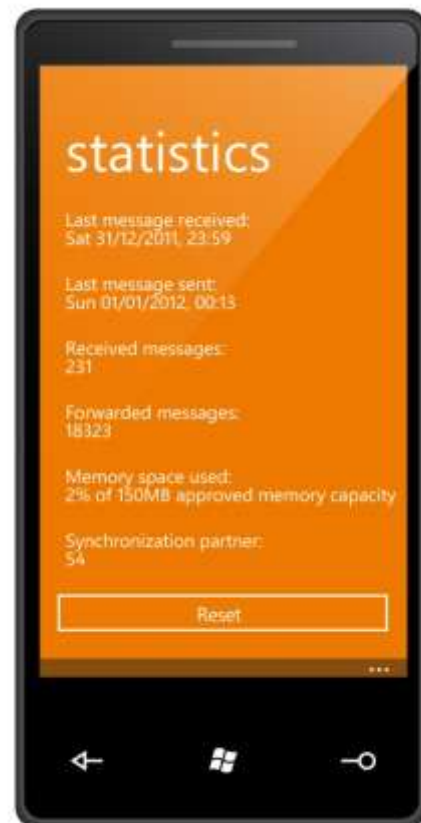 statistics
Last message received:
Sat 31/12/2011, 23:59
Last message sent:
Sun 01/01/2012, 00:13
Received messages:
231
Forwarded messages:
18323
Memory space used:
2% of 150MB approved memory capacity
Synchronization partner:
54
Reset